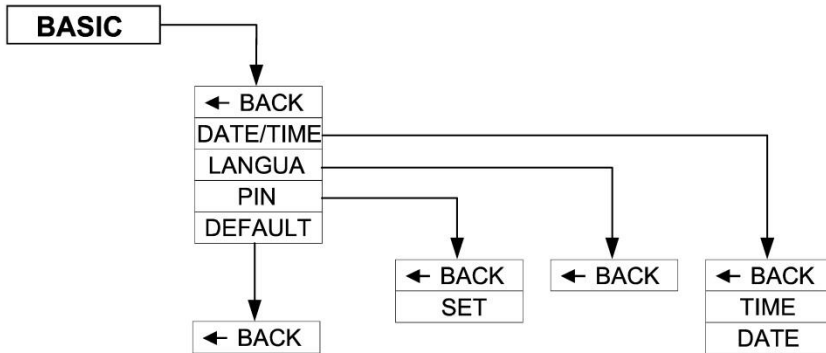 BASIC
← BACK
DATE/TIME
LANGUA
PIN
DEFAULT
← BACK
SET
← BACK
← BACK
TIME
DATE
← BACK